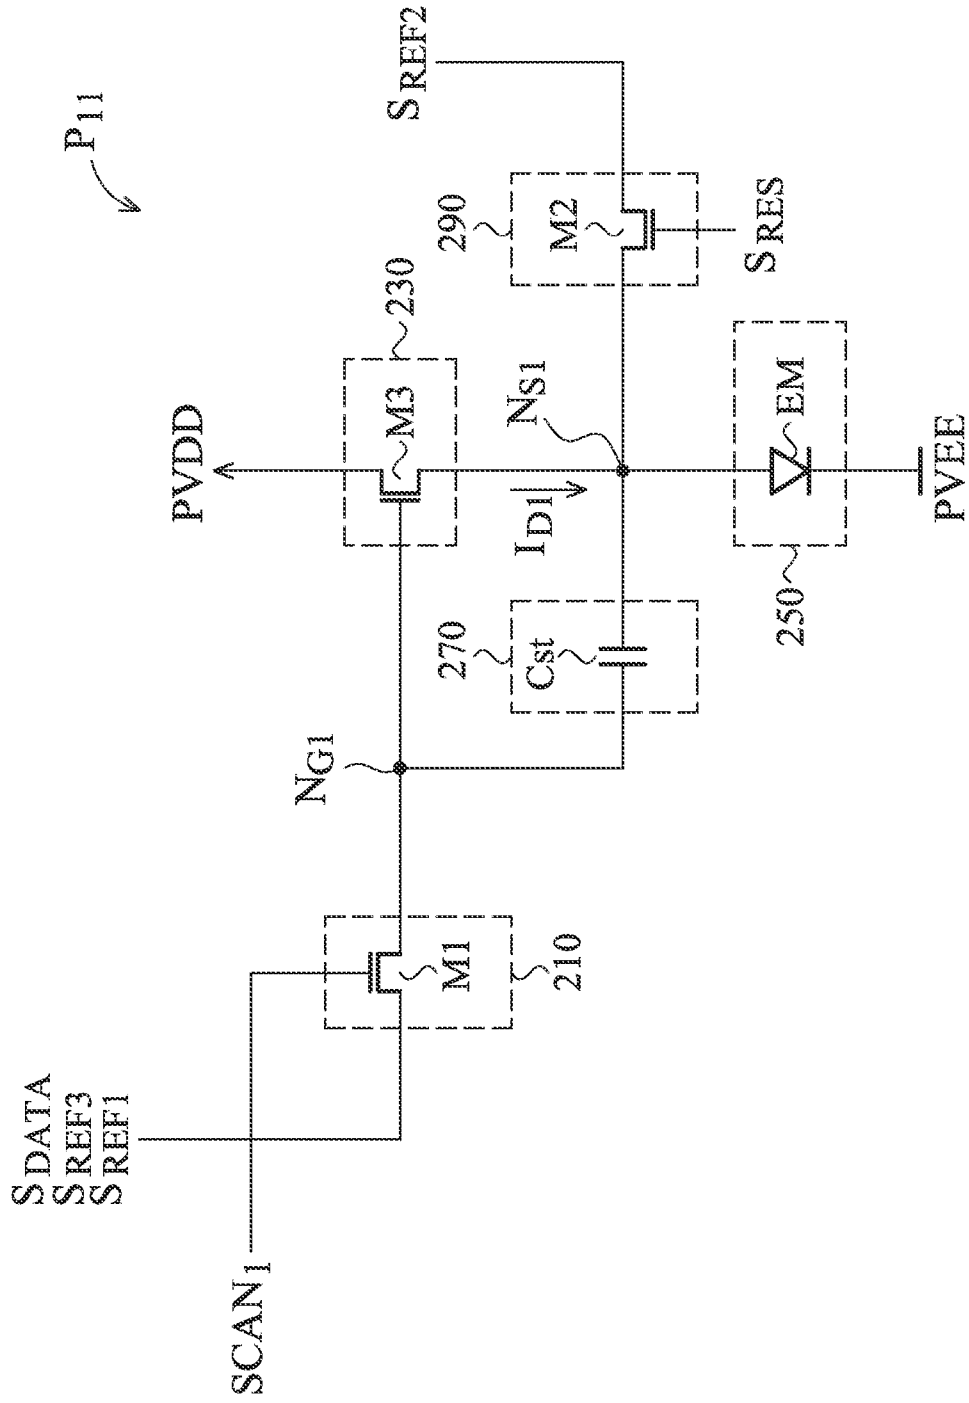 P11
SDATA
SREF3
SREF1
SCAN1
M1
210
NG1
PVDD
M3
230
ID1
NS1
270
Cst
290
M2
SREF2
SRES
EM
250
PVEE